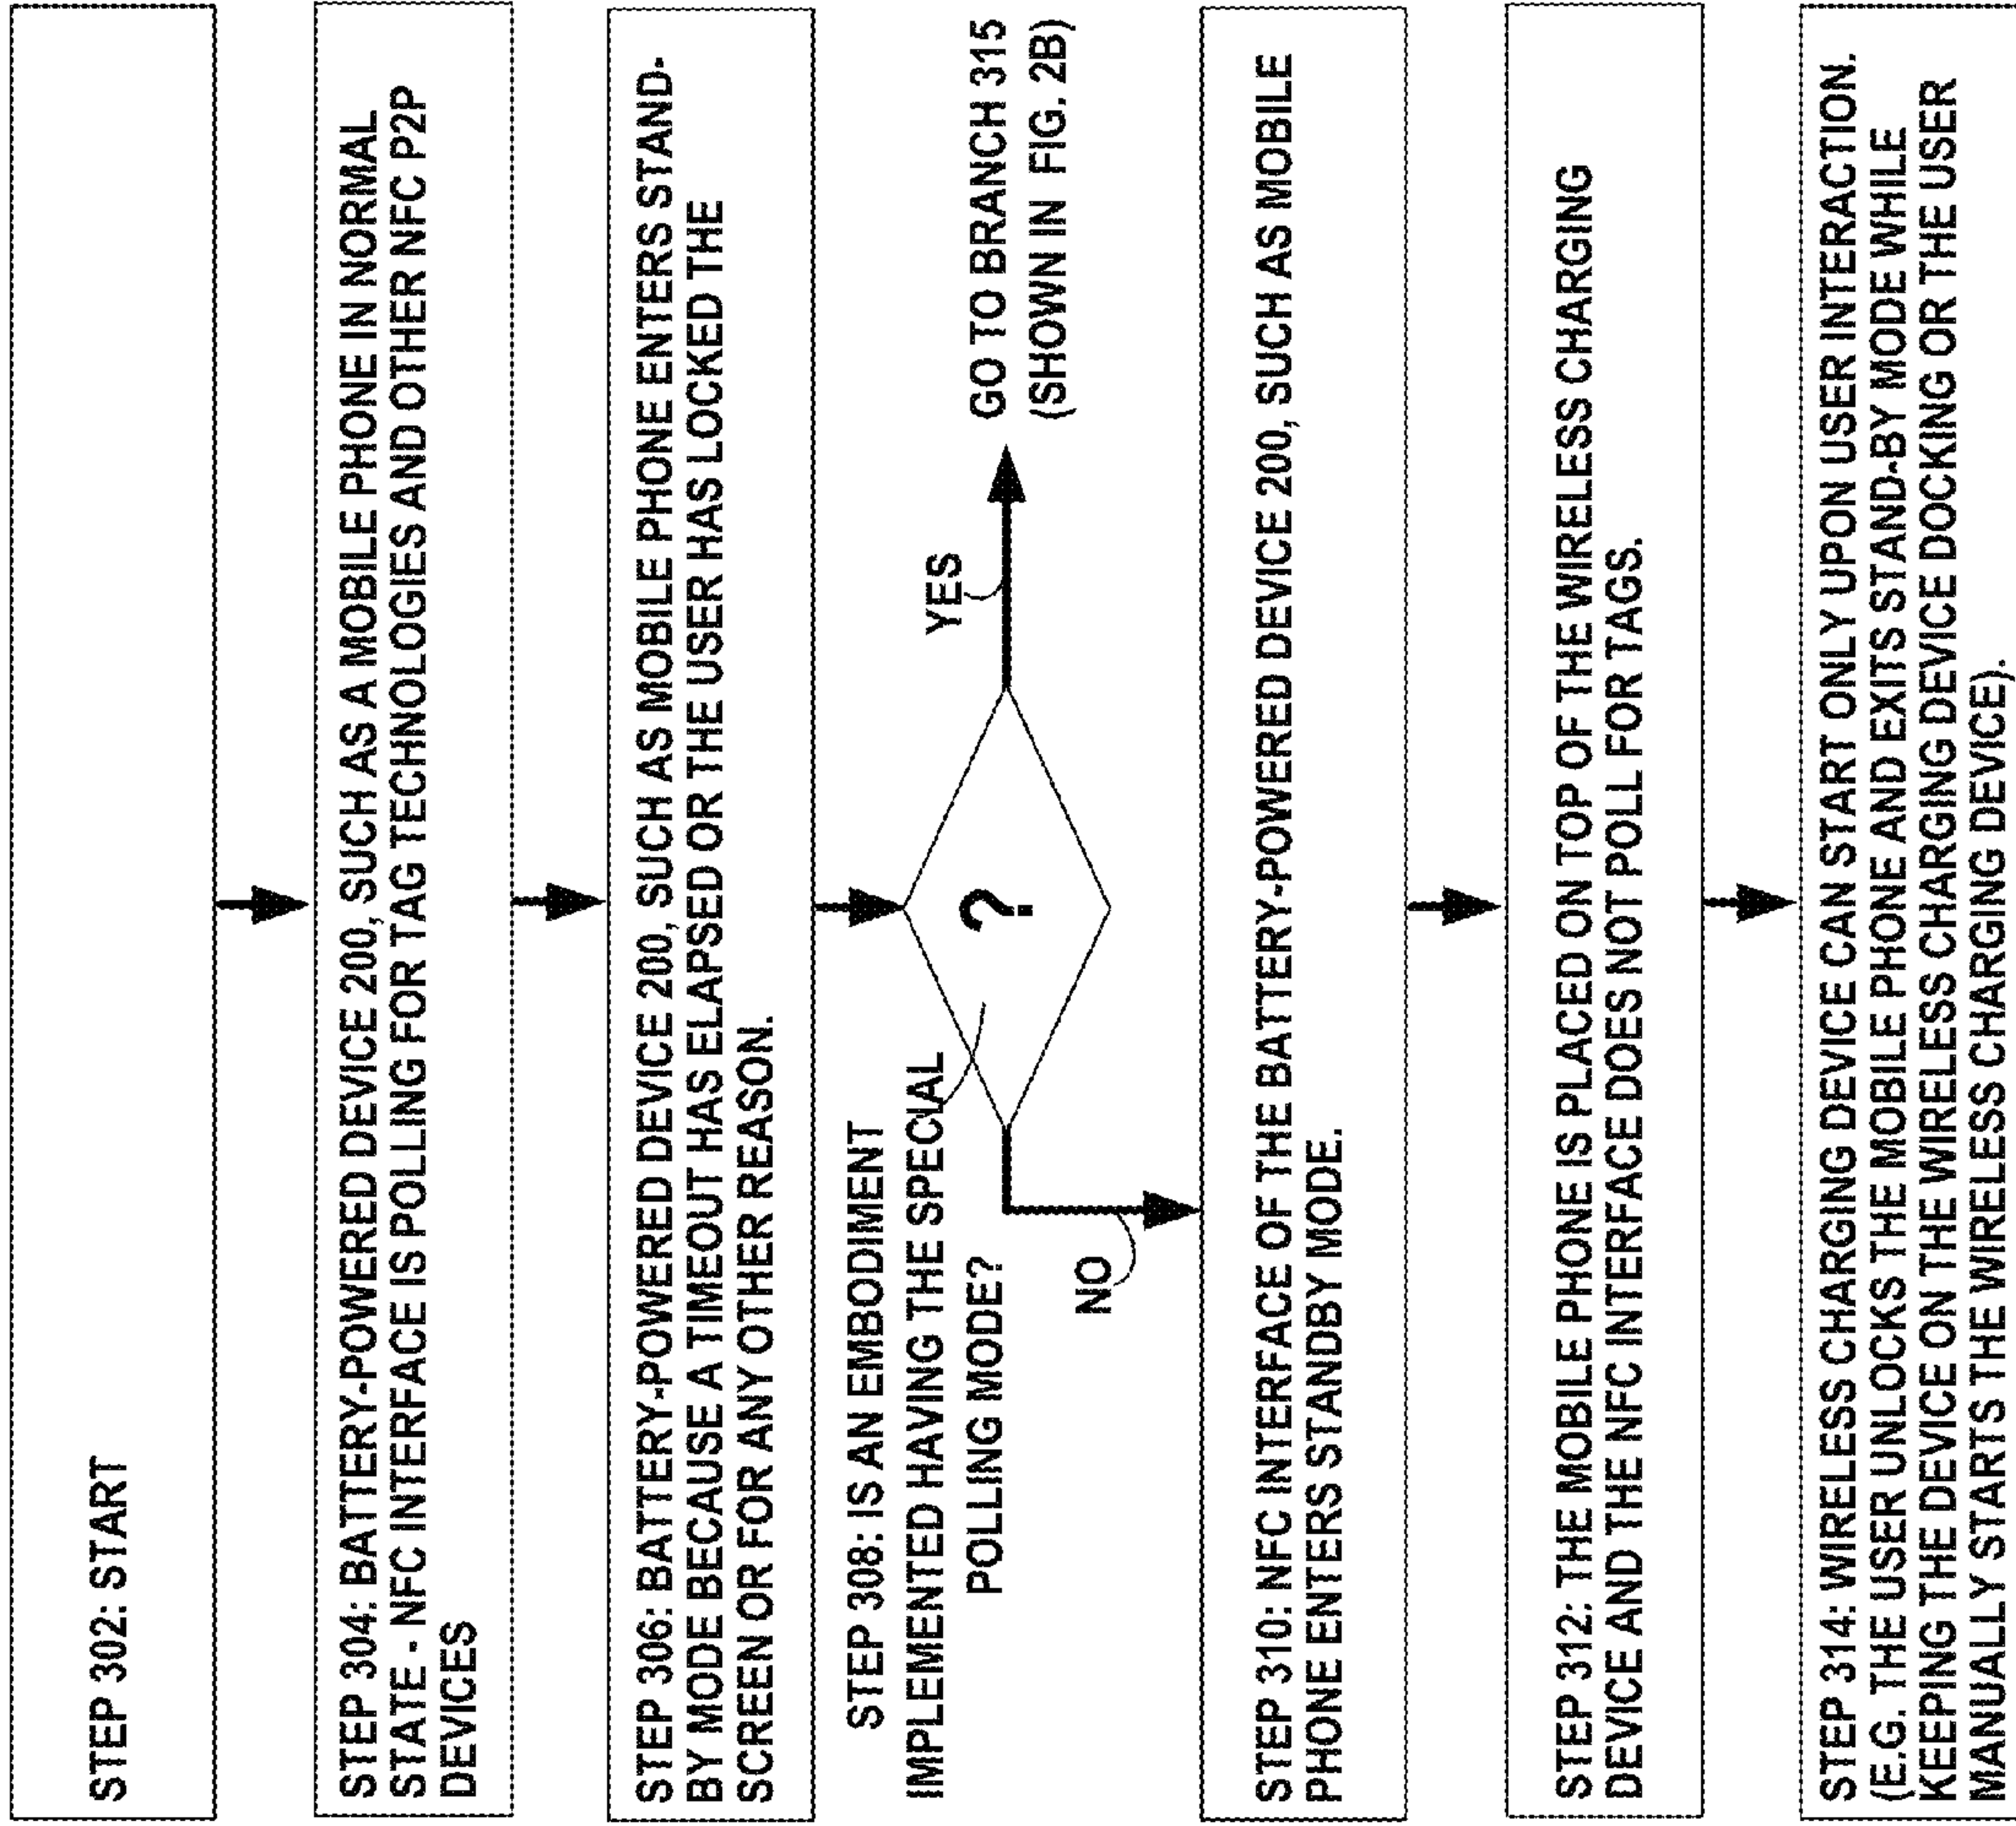 STEP 302: START
STEP 304: BATTERY-POWERED DEVICE 200, SUCH AS A MOBILE PHONE IN NORMAL
STATE - NFC INTERFACE IS POLLING FOR TAG TECHNOLOGIES AND OTHER NFC P2P
DEVICES
STEP 306: BATTERY-POWERED DEVICE 200, SUCH AS MOBILE PHONE ENTERS STAND-
BY MODE BECAUSE A TIMEOUT HAS ELAPSED OR THE USER HAS LOCKED THE
SCREEN OR FOR ANY OTHER REASON.
STEP 308: IS AN EMBODIMENT
IMPLEMENTED HAVING THE SPECIAL
POLLING MODE?
?
YES
GO TO BRANCH 315
(SHOWN IN FIG. 2B)
NO
STEP 310: NFC INTERFACE OF THE BATTERY-POWERED DEVICE 200, SUCH AS MOBILE
PHONE ENTERS STANDBY MODE.
STEP 312: THE MOBILE PHONE IS PLACED ON TOP OF THE WIRELESS CHARGING
DEVICE AND THE NFC INTERFACE DOES NOT POLL FOR TAGS.
STEP 314: WIRELESS CHARGING DEVICE CAN START ONLY UPON USER INTERACTION.
(E.G. THE USER UNLOCKS THE MOBILE PHONE AND EXITS STAND-BY MODE WHILE
KEEPING THE DEVICE ON THE WIRELESS CHARGING DEVICE DOCKING OR THE USER
MANUALLY STARTS THE WIRELESS CHARGING DEVICE).